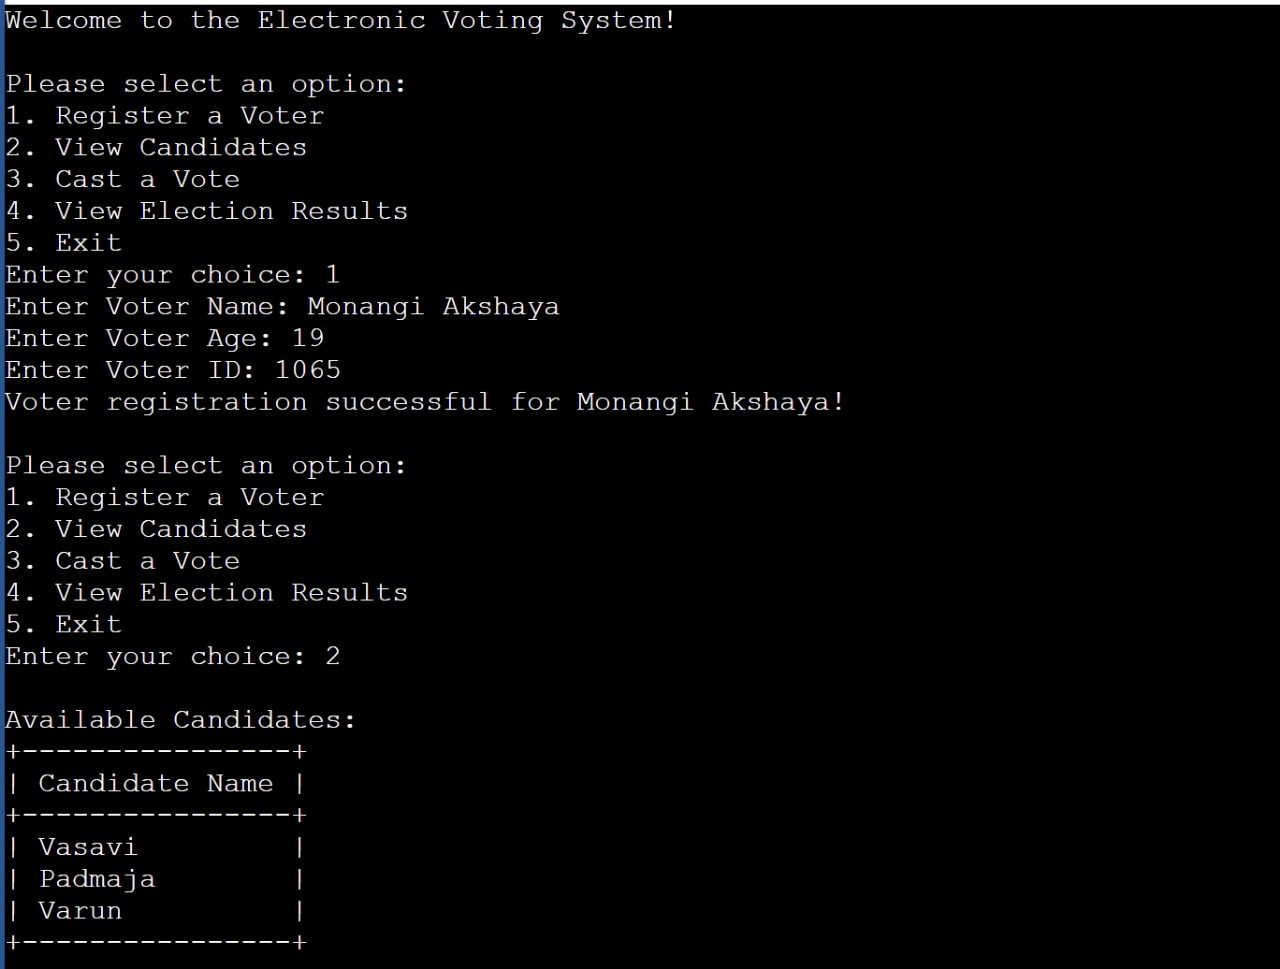 Welcome to the Electronic Voting System!

Please select an option:
1. Register a Voter
2. View Candidates
3. Cast a Vote
4. View Election Results
5. Exit
Enter your choice: 1
Enter Voter Name: Monangi Akshaya
Enter Voter Age: 19
Enter Voter ID: 1065
Voter registration successful for Monangi Akshaya!

Please select an option:
1. Register a Voter
2. View Candidates
3. Cast a Vote
4. View Election Results
5. Exit
Enter your choice: 2

Available Candidates:
+----------------+
| Candidate Name |
+----------------+
| Vasavi         |
| Padmaja        |
| Varun          |
+----------------+